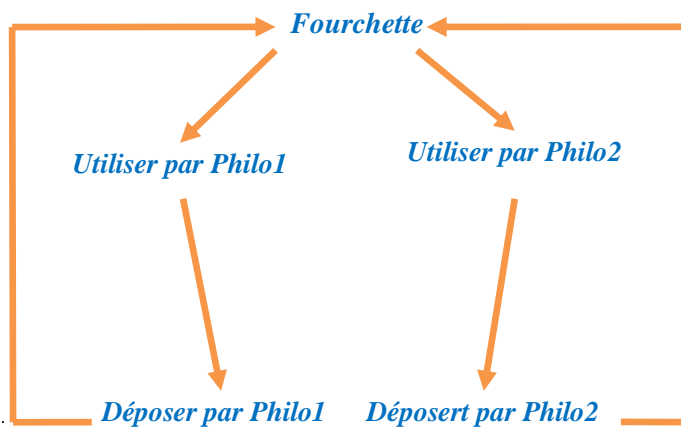 Fourchette
Utiliser par Philo1
Utiliser par Philo2
Déposer par Philo1
Déposert par Philo2